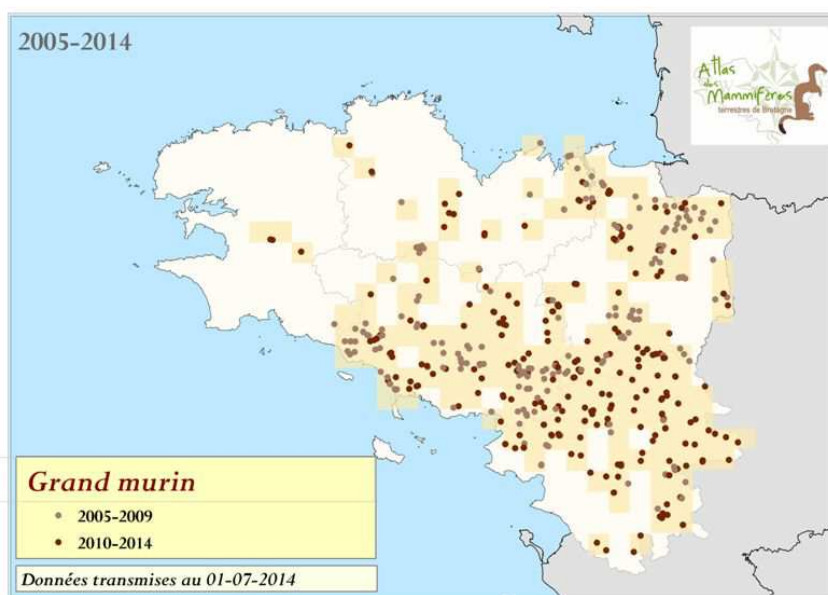 2005-2014
N
Atlas
des
Mammifères
terrestres de Bretagne
Grand murin
2005-2009
2010-2014
Données transmises au 01-07-2014